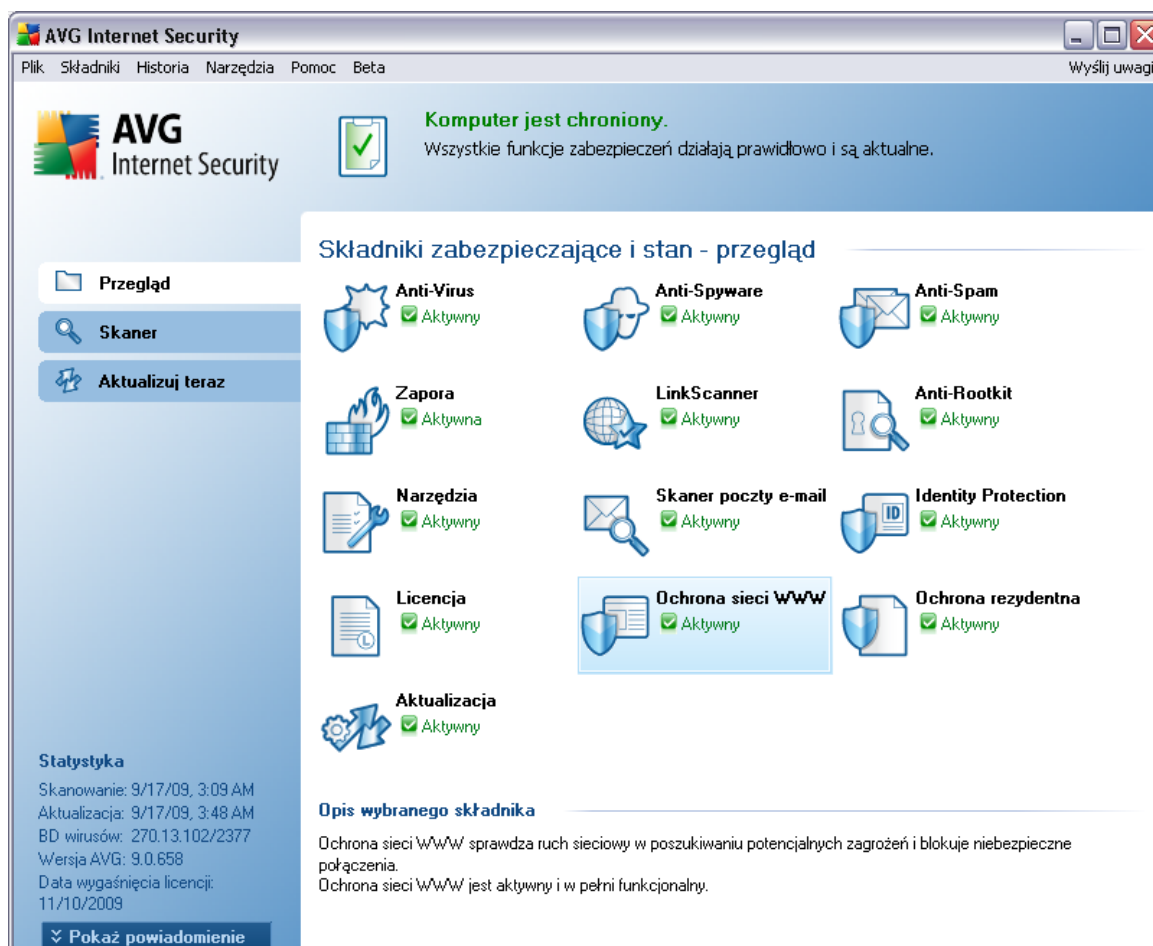 AVG Internet Security
Plik Składniki Historia Narzędzia Pomoc Beta Wyślij uwagi
AVG
Internet Security
Komputer jest chroniony.
Wszystkie funkcje zabezpieczeń działają prawidłowo i są aktualne.
Przegląd
Skaner
Aktualizuj teraz
Składniki zabezpieczające i stan - przegląd
Anti-Virus
Aktywny
Anti-Spyware
Aktywny
Anti-Spam
Aktywny
Zapora
Aktywna
LinkScanner
Aktywny
Anti-Rootkit
Aktywny
Narzędzia
Aktywny
Skaner poczty e-mail
Aktywny
ID
Identity Protection
Aktywny
L
Licencja
Aktywny
Ochrona sieci WWW
Aktywny
Ochrona rezydentna
Aktywny
Aktualizacja
Aktywny
Statystyka
Skanowanie: 9/17/09, 3:09 AM
Aktualizacja: 9/17/09, 3:48 AM
BD wirusów: 270.13.102/2377
Wersja AVG: 9.0.658
Data wygaśnięcia licencji:
11/10/2009
Pokaż powiadomienie
Opis wybranego składnika
Ochrona sieci WWW sprawdza ruch sieciowy w poszukiwaniu potencjalnych zagrożeń i blokuje niebezpieczne
połączenia.
Ochrona sieci WWW jest aktywny i w pełni funkcjonalny.